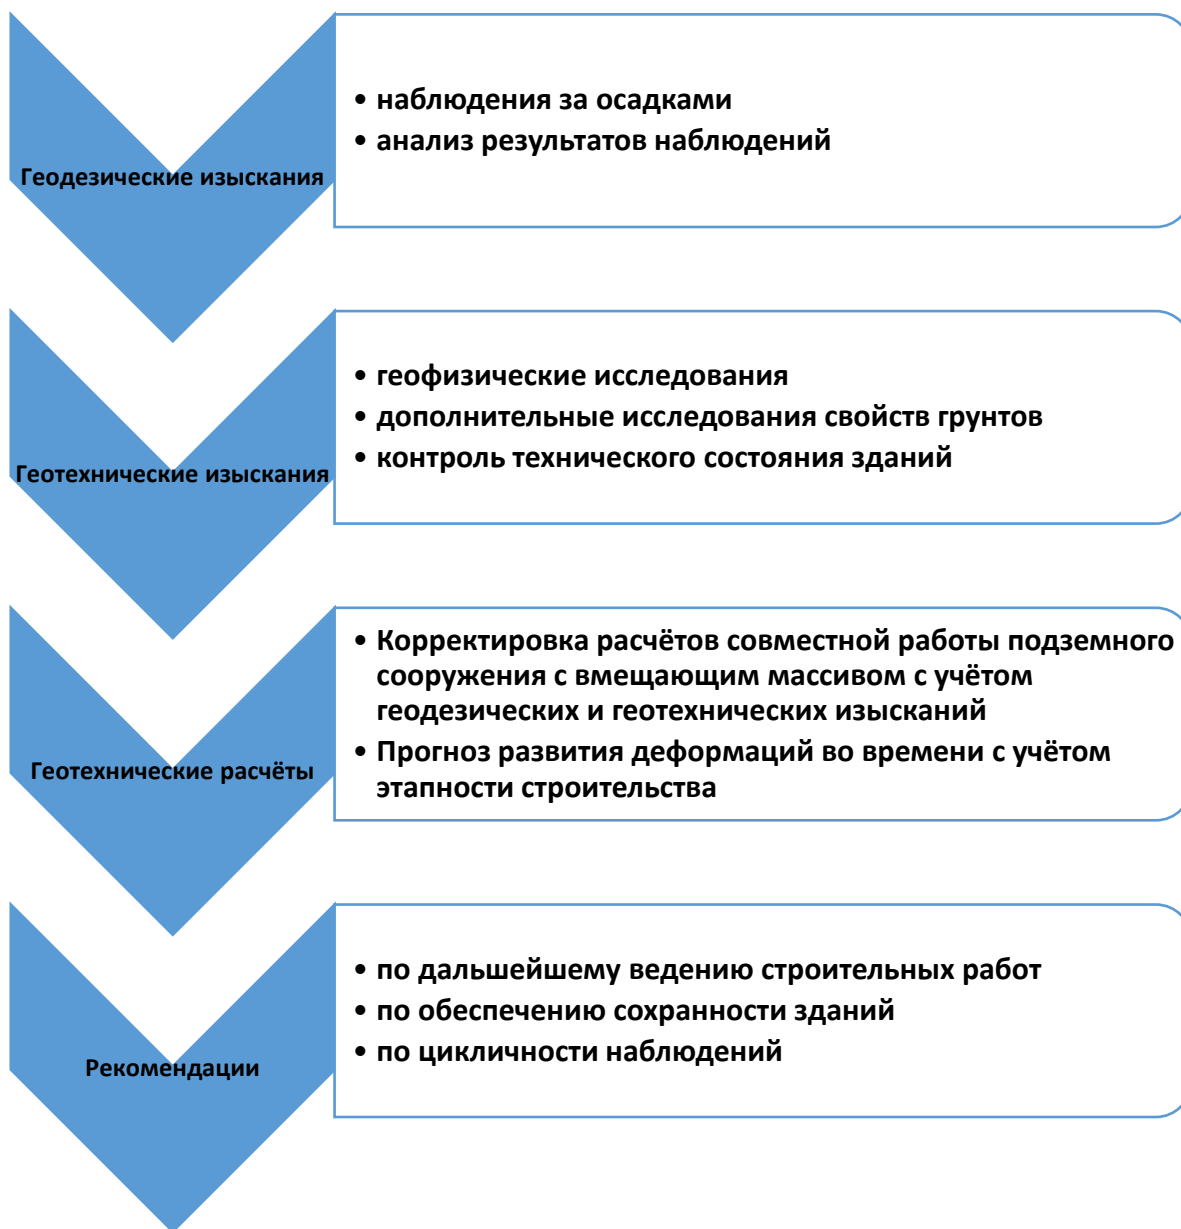 Геодезические изыскания
• наблюдения за осадками
• анализ результатов наблюдений
Геотехнические изыскания
• геофизические исследования
• дополнительные исследования свойств грунтов
• контроль технического состояния зданий
Геотехнические расчёты
• Корректировка расчётов совместной работы подземного
сооружения с вмещающим массивом с учётом
геодезических и геотехнических изысканий
• Прогноз развития деформаций во времени с учётом
этапности строительства
Рекомендации
• по дальшейшему ведению строительных работ
• по обеспечению сохранности зданий
• по цикличности наблюдений